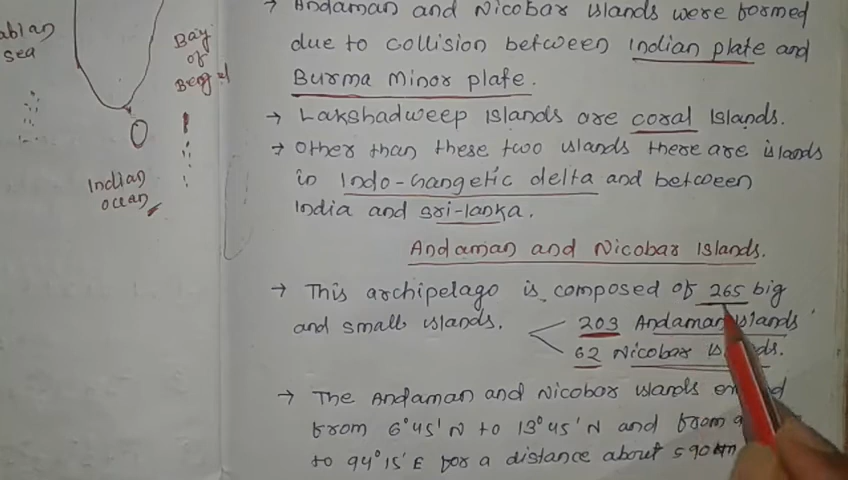 sea
Bay
of
Indian
ocean
Andaman and Nicobar islands were formed
due to collision between Indian plate and
Burma Minor plate.
→ Lakshadweep Islands are coral Islands.
→ Other than these two islands there are islands
in Indo-Gangetic delta and between
India and Sri-lanka.
Andaman and Nicobar Islands.
→ This archipelago is composed of 265 big
and small islands.
203 Andaman islands
62 Nicobar
→ The Andaman and Nicobar islands
from 6°45'N to 13°45'N and from
to 94°15'E for a distance about 590